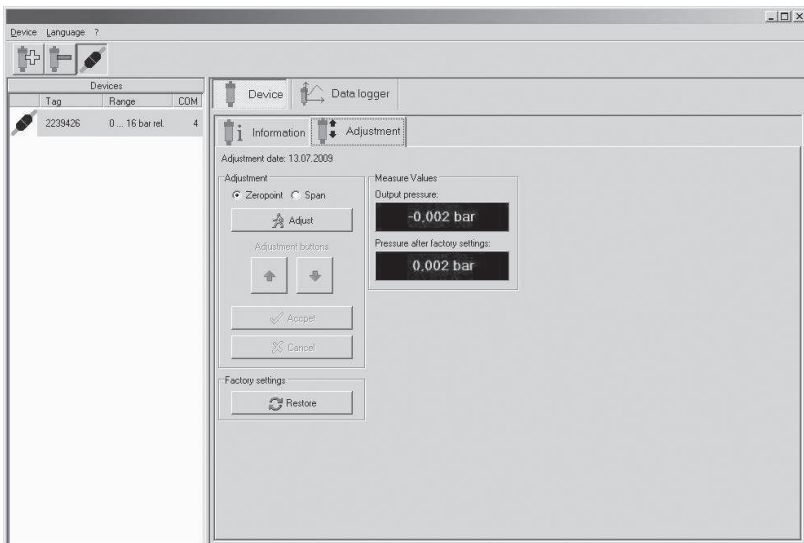 Device Language ?
Devices
Tag Range COM
2239426 0 ... 16 bar rel. 4
Device Data logger
i Information Adjustment
Adjustment date: 13.07.2009
Adjustment
Zeropoint Span
Adjust
Adjustment buttons
Accpet
Cancel
Factory settings
Restore
Measure Values
Output pressure:
-0,002 bar
Pressure after factory settings:
0,002 bar